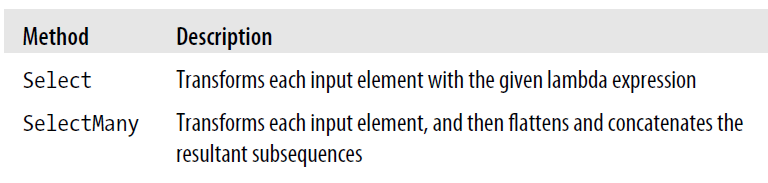 Method Description
Select Transforms each input element with the given lambda expression
SelectMany Transforms each input element, and then flattens and concatenates the
resultant subsequences